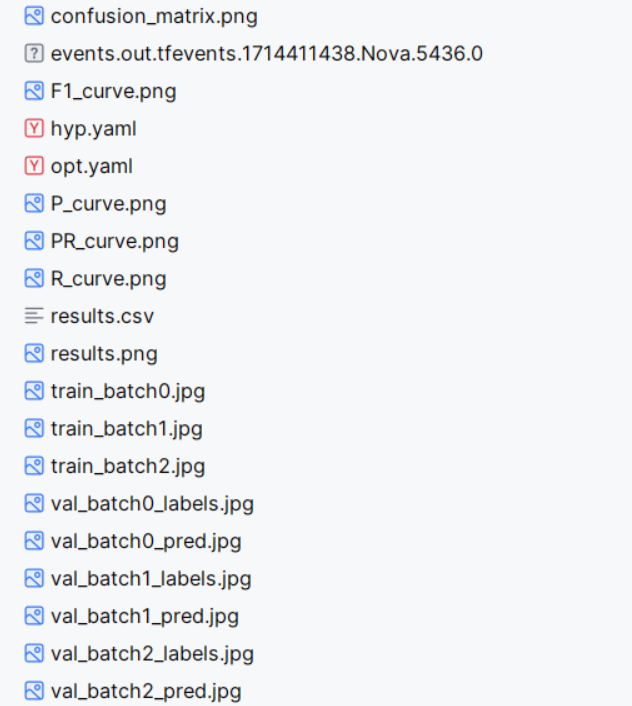 confusion_matrix.png
events.out.tfevents.1714411438.Nova.5436.0
F1_curve.png
hyp.yaml
opt.yaml
P_curve.png
PR_curve.png
R_curve.png
results.csv
results.png
train_batch0.jpg
train_batch1.jpg
train_batch2.jpg
val_batch0_labels.jpg
val_batch0_pred.jpg
val_batch1_labels.jpg
val_batch1_pred.jpg
val_batch2_labels.jpg
val_batch2_pred.jpg